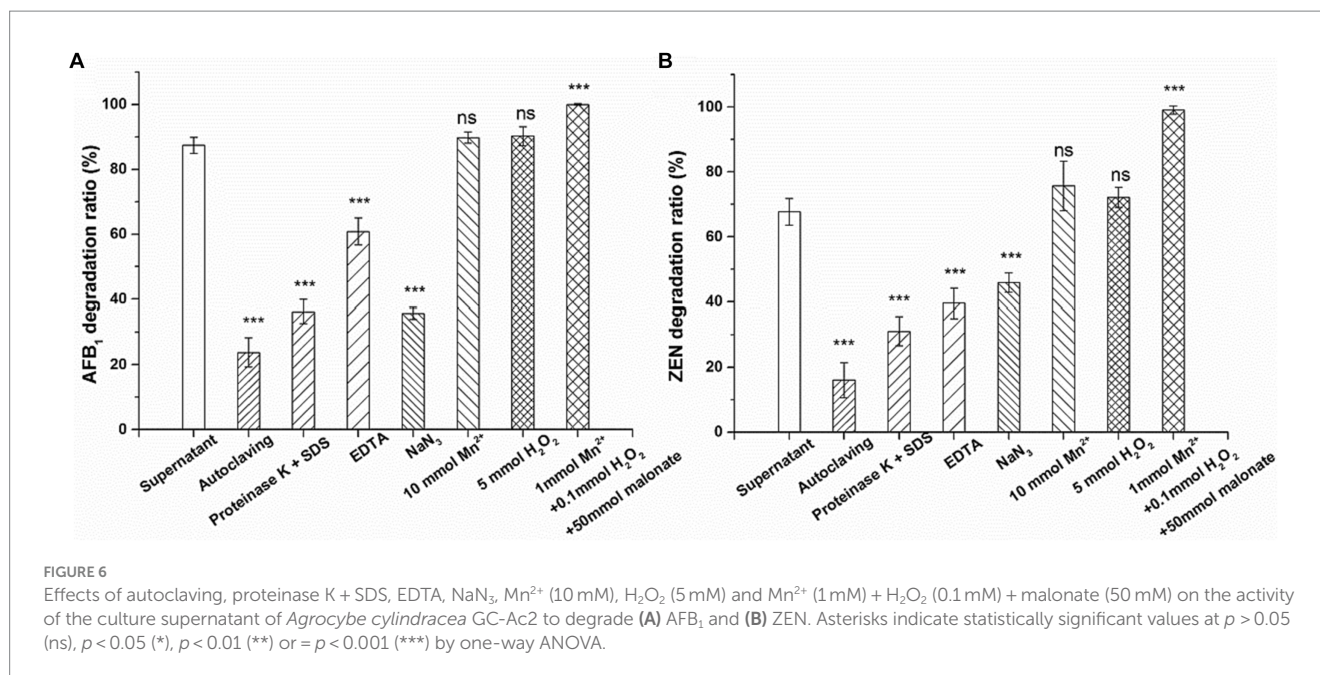 A
AFB₁ degradation ratio (%)
100
80
60
40
20
0
***
***
***
***
ns
ns
***
Supernatant
Autoclaving
Proteinase K + SDS
EDTA
NaN₃
10 mmol Mn²⁺
5 mmol H₂O₂
1mmol Mn²⁺
+0.1mmol H₂O₂
+50mmol malonate
B
ZEN degradation ratio (%)
100
80
60
40
20
0
***
***
***
***
ns
ns
***
Supernatant
Autoclaving
Proteinase K + SDS
EDTA
NaN₃
10 mmol Mn²⁺
5 mmol H₂O₂
1mmol Mn²⁺
+0.1mmol H₂O₂
+50mmol malonate
FIGURE 6
Effects of autoclaving, proteinase K + SDS, EDTA, NaN₃, Mn²⁺ (10 mM), H₂O₂ (5 mM) and Mn²⁺ (1 mM) + H₂O₂ (0.1 mM) + malonate (50 mM) on the activity
of the culture supernatant of Agrocybe cylindracea GC-Ac2 to degrade (A) AFB₁ and (B) ZEN. Asterisks indicate statistically significant values at p > 0.05
(ns), p < 0.05 (*), p < 0.01 (**) or = p < 0.001 (***) by one-way ANOVA.